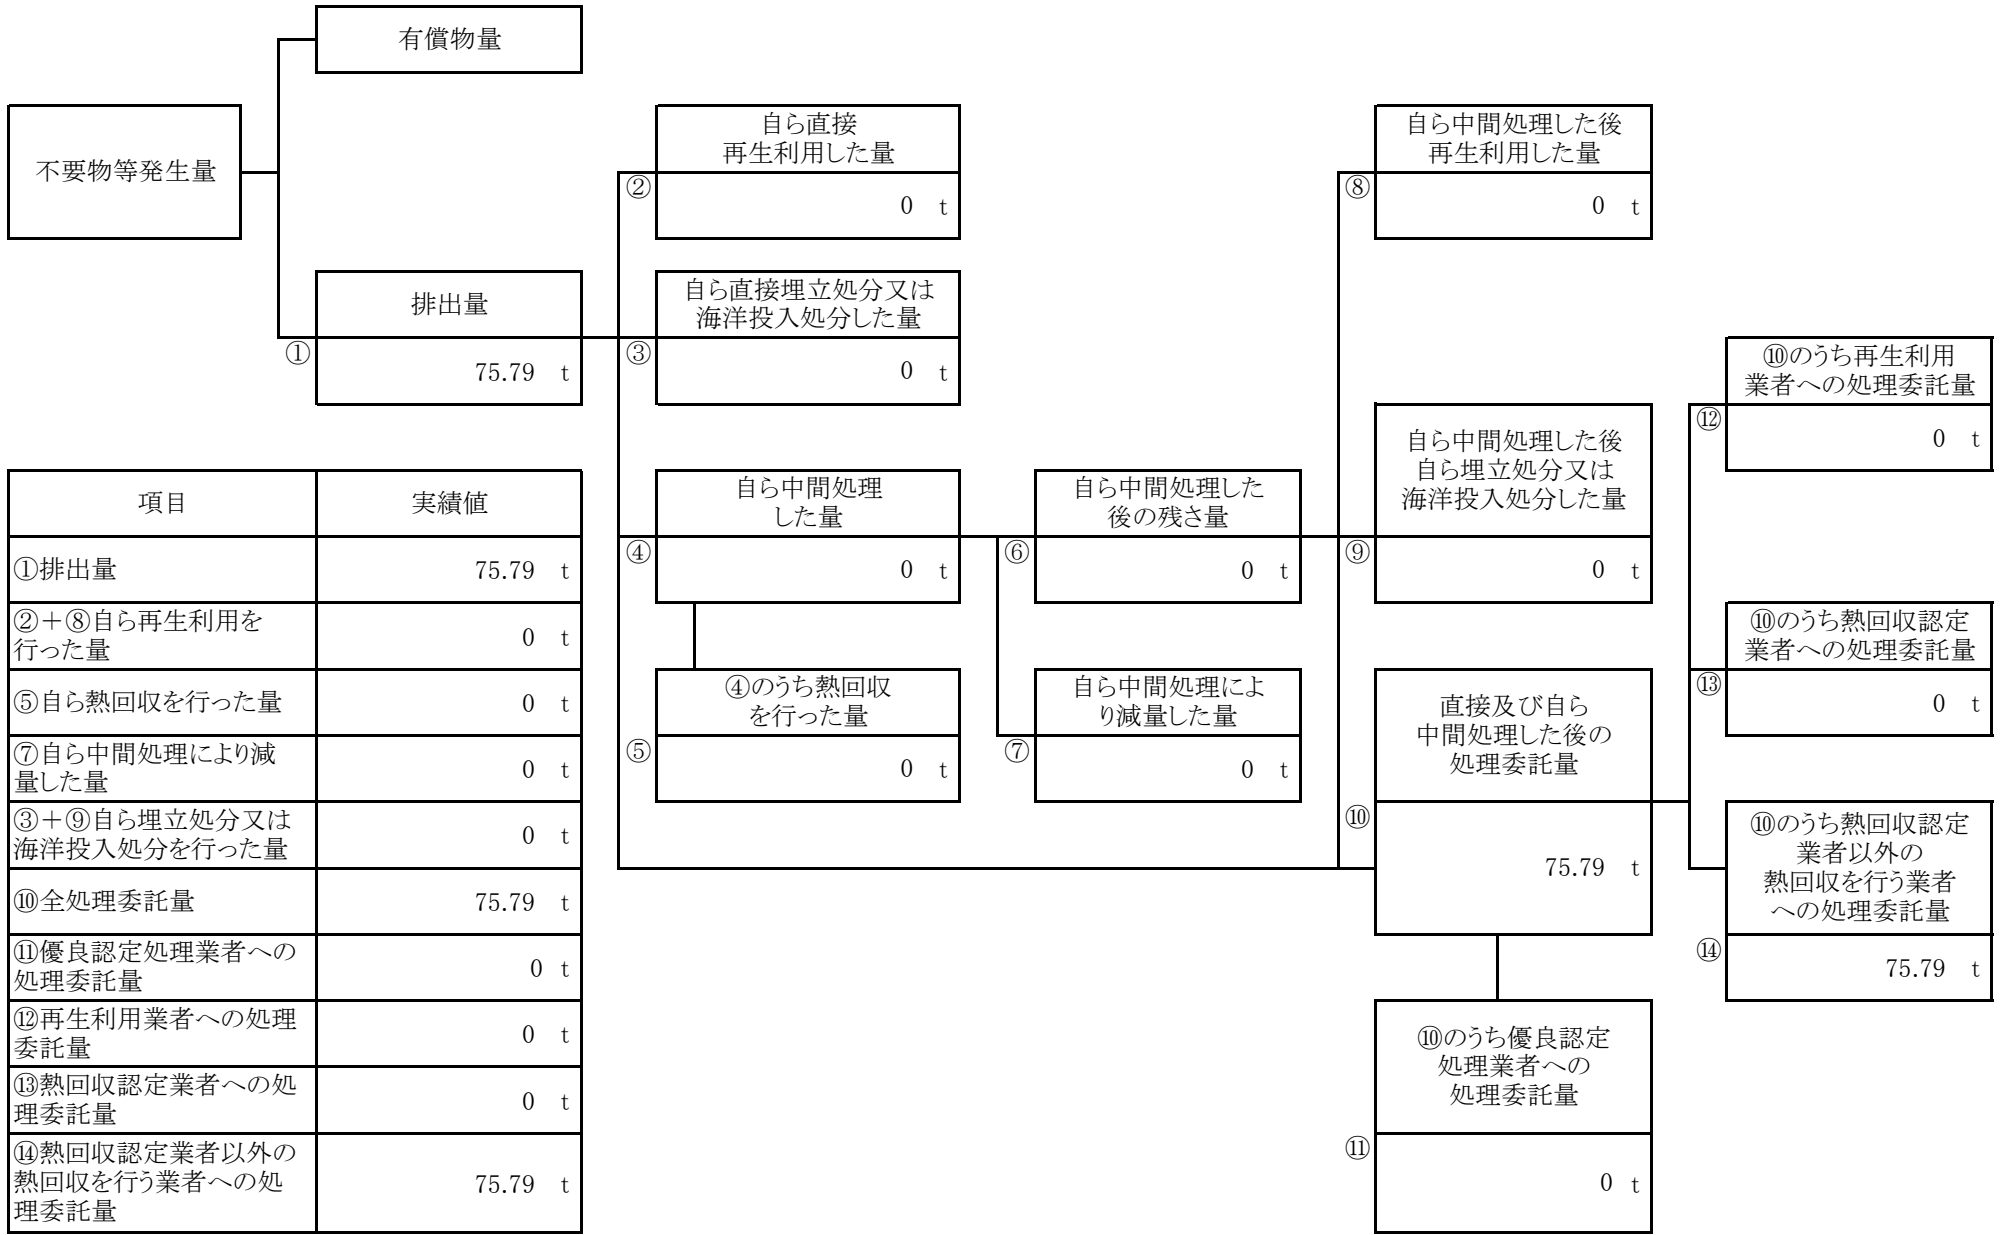 有償物量
不要物等発生量
排出量
①
75.79 t
自ら直接
再生利用した量
②
0 t
自ら直接埋立処分又は
海洋投入処分した量
③
0 t
自ら中間処理
した量
④
0 t
④のうち熱回収
を行った量
⑤
0 t
自ら中間処理した
後の残さ量
⑥
0 t
自ら中間処理によ
り減量した量
⑦
0 t
自ら中間処理した後
再生利用した量
⑧
0 t
自ら中間処理した後
自ら埋立処分又は
海洋投入処分した量
⑨
0 t
直接及び自ら
中間処理した後の
処理委託量
⑩
75.79 t
⑩のうち優良認定
処理業者への
処理委託量
⑪
0 t
⑩のうち再生利用
業者への処理委託量
⑫
0 t
⑩のうち熱回収認定
業者への処理委託量
⑬
0 t
⑩のうち熱回収認定
業者以外の
熱回収を行う業者
への処理委託量
⑭
75.79 t
項目 実績値
①排出量 75.79 t
②＋⑧自ら再生利用を
行った量
0 t
⑤自ら熱回収を行った量 0 t
⑦自ら中間処理により減
量した量
0 t
③＋⑨自ら埋立処分又は
海洋投入処分を行った量
0 t
⑩全処理委託量 75.79 t
⑪優良認定処理業者への
処理委託量
0 t
⑫再生利用業者への処理
委託量
0 t
⑬熱回収認定業者への処
理委託量
0 t
⑭熱回収認定業者以外の
熱回収を行う業者への処
理委託量
75.79 t